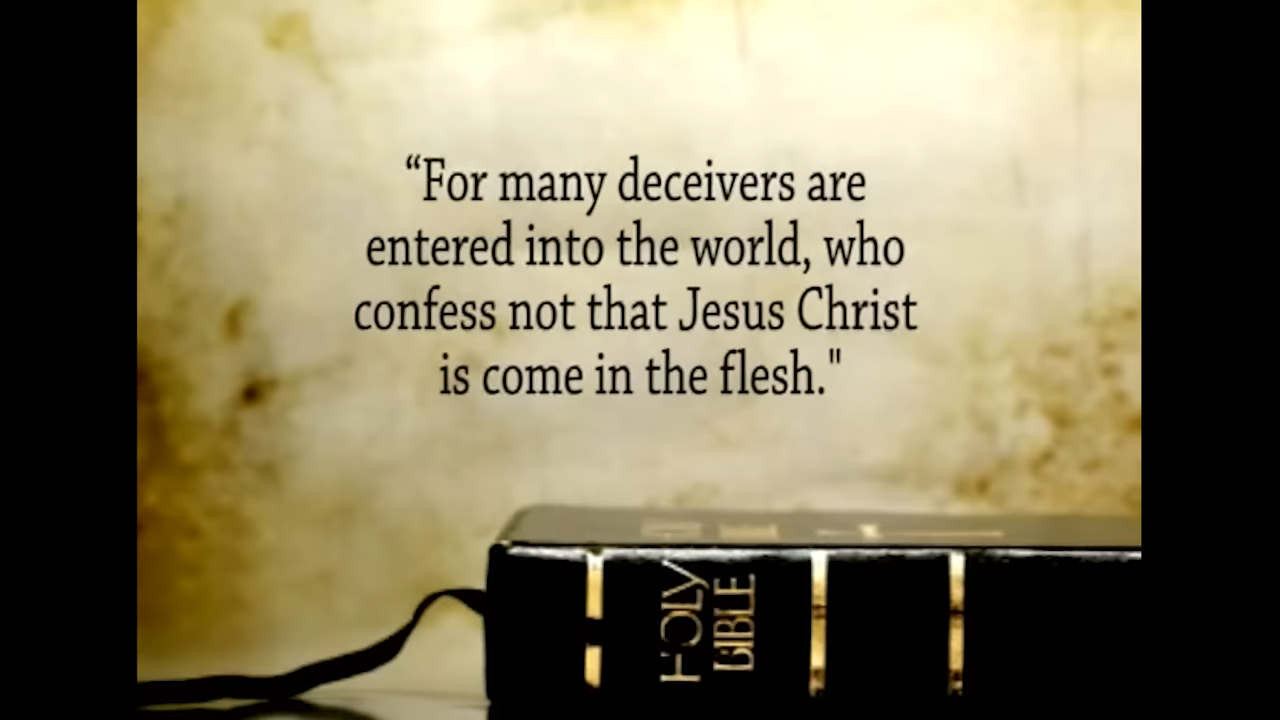 “For many deceivers are
entered into the world, who
confess not that Jesus Christ
is come in the flesh."
HOLY
BIBLE